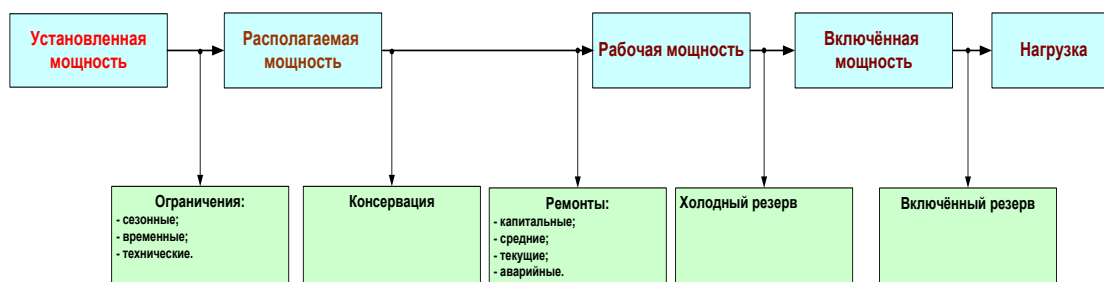 Установленная
мощность
Располагаемая
мощность
Рабочая мощность
Включённая
мощность
Нагрузка
Ограничения:
- сезонные;
- временные;
- технические.
Консервация
Ремонты:
- капитальные;
- средние;
- текущие;
- аварийные.
Холодный резерв
Включённый резерв